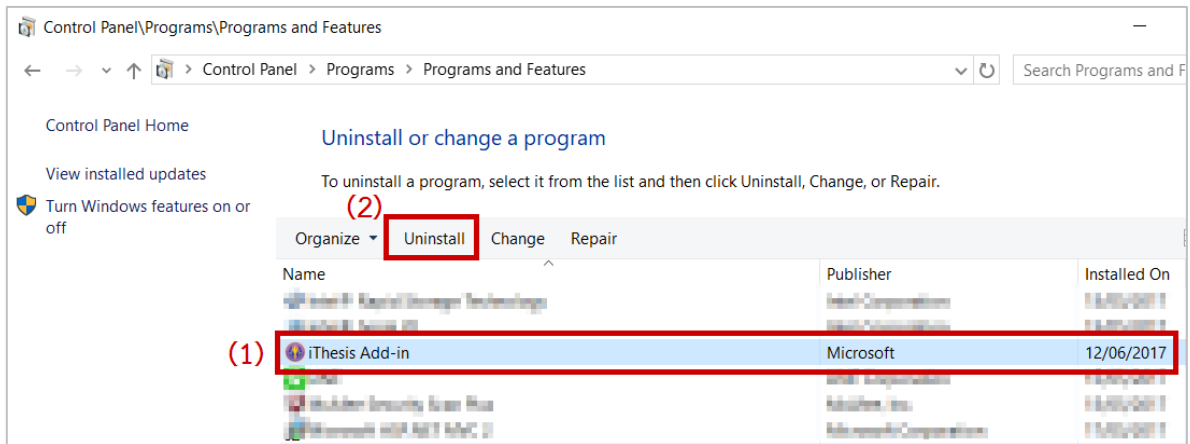 Control Panel\Programs\Programs and Features
Control Panel > Programs > Programs and Features
Search Programs and F
Control Panel Home
Uninstall or change a program
View installed updates
To uninstall a program, select it from the list and then click Uninstall, Change, or Repair.
Turn Windows features on or
off
(2)
Organize Uninstall Change Repair
Name Publisher Installed On
(1) iThesis Add-in Microsoft 12/06/2017